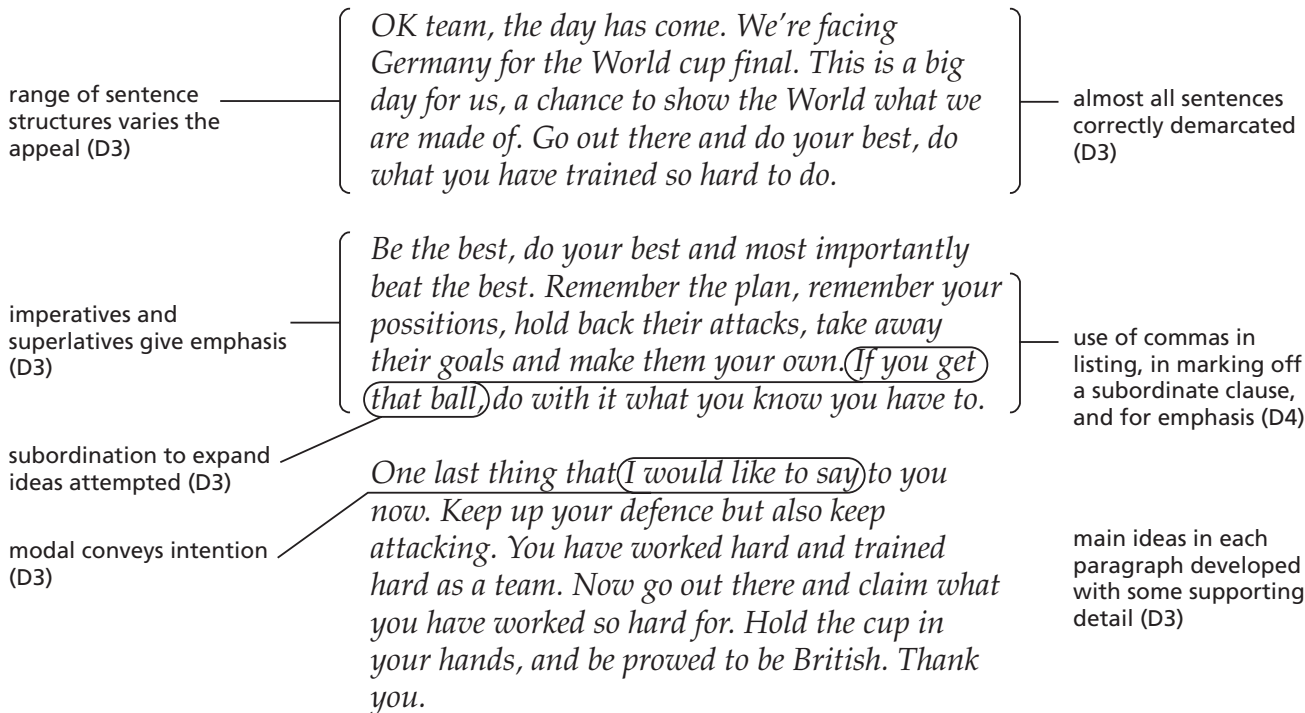 OK team, the day has come. We're facing
Germany for the World cup final. This is a big
day for us, a chance to show the World what we
are made of. Go out there and do your best, do
what you have trained so hard to do.
range of sentence
structures varies the
appeal (D3)
almost all sentences
correctly demarcated
(D3)
Be the best, do your best and most importantly
beat the best. Remember the plan, remember your
possitions, hold back their attacks, take away
their goals and make them your own. If you get
that ball, do with it what you know you have to.
imperatives and
superlatives give emphasis
(D3)
use of commas in
listing, in marking off
a subordinate clause,
and for emphasis (D4)
subordination to expand
ideas attempted (D3)
One last thing that I would like to say to you
now. Keep up your defence but also keep
attacking. You have worked hard and trained
hard as a team. Now go out there and claim what
you have worked so hard for. Hold the cup in
your hands, and be prowed to be British. Thank
you.
modal conveys intention
(D3)
main ideas in each
paragraph developed
with some supporting
detail (D3)